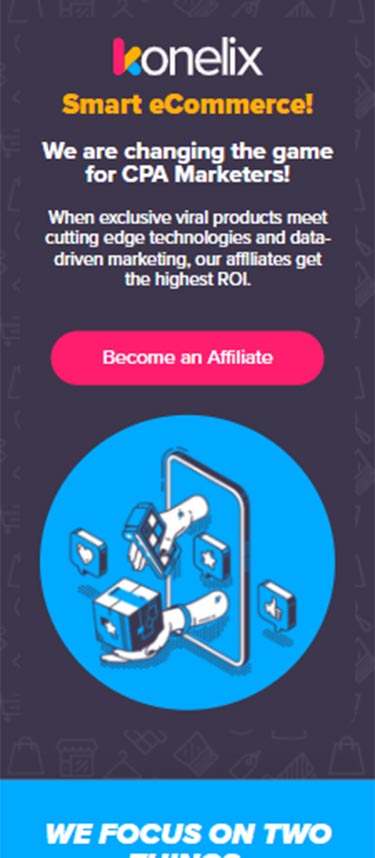 konelix
Smart eCommerce!
We are changing the game
for CPA Marketers!
When exclusive viral products meet
cutting edge technologies and data-
driven marketing, our affiliates get
the highest ROI.
Become an Affiliate
WE FOCUS ON TWO
THINGS